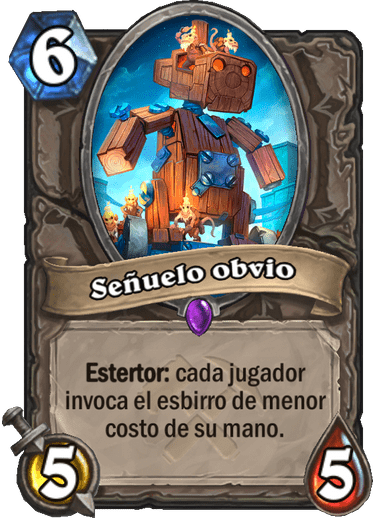 6
Señuelo obvio
Estertor: cada jugador
invoca el esbirro de menor
costo de su mano.
5
5